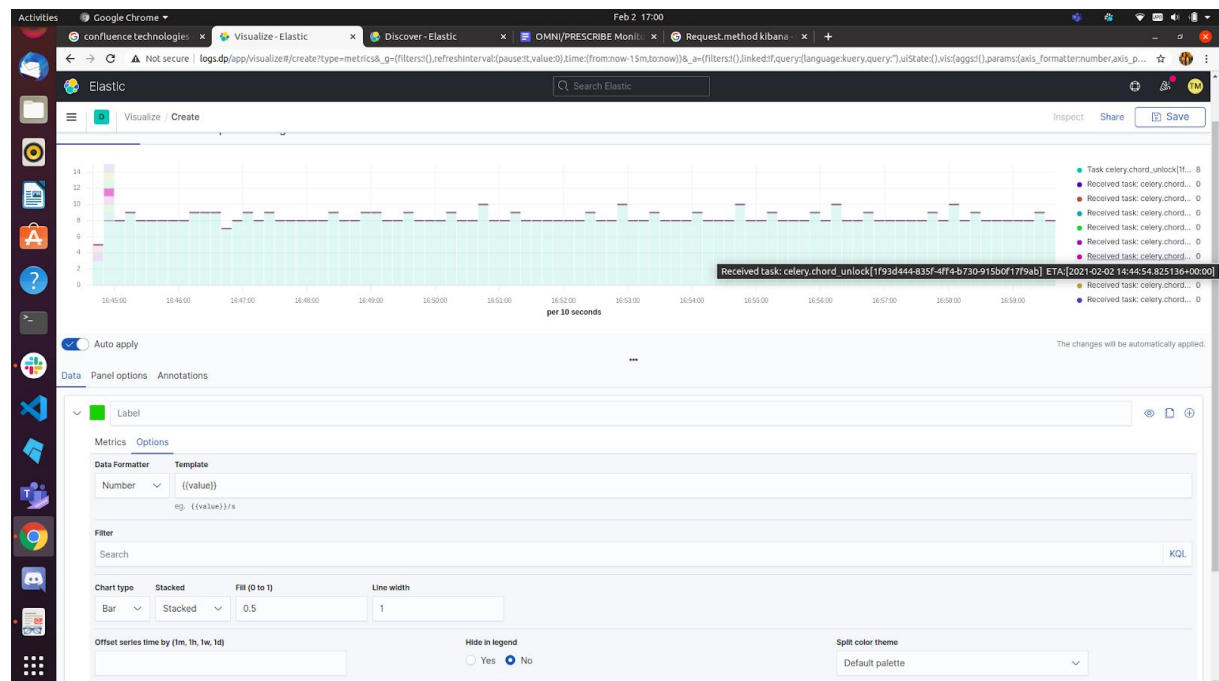 Activities Google Chrome ▾ Feb 2 17:00
confluence technologies × Visualize - Elastic × Discover - Elastic × OMNI/PRESCRIBE Monito × Request.method kibana × +
Not secure | logs.dp/app/visualize#/create?type=metrics&_g=(filters:!(),refreshInterval:(pause:!t,value:0),time:(from:now-15m,to:now))&_a=(filters:!(),linked:!f,query:(language:kuery,query:''),uiState:(),vis:(aggs:!(),params:(axis_formatter:number,axis_p...
Elastic Search Elastic TM
D Visualize / Create Inspect Share Save
14
12
10
8
6
4
2
0
16:45:00 16:46:00 16:47:00 16:48:00 16:49:00 16:50:00 16:51:00 16:52:00 16:53:00 16:54:00 16:55:00 16:56:00 16:57:00 16:58:00 16:59:00
per 10 seconds
Task celery.chord_unlock[1f... 8
Received task: celery.chord... 0
Received task: celery.chord... 0
Received task: celery.chord... 0
Received task: celery.chord... 0
Received task: celery.chord... 0
Received task: celery.chord... 0
Received task: celery.chord_unlock[1f93d444-835f-4ff4-b730-915b0f17f9ab] ETA:[2021-02-02 14:44:54.825136+00:00]
Received task: celery.chord... 0
Received task: celery.chord... 0
Auto apply The changes will be automatically applied.
Data Panel options Annotations
Label
Metrics Options
Data Formatter Template
Number {{value}}
eg. {{value}}/s
Filter
Search KQL
Chart type Stacked Fill (0 to 1) Line width
Bar Stacked 0.5 1
Offset series time by (1m, 1h, 1w, 1d) Hide in legend Split color theme
Yes No Default palette